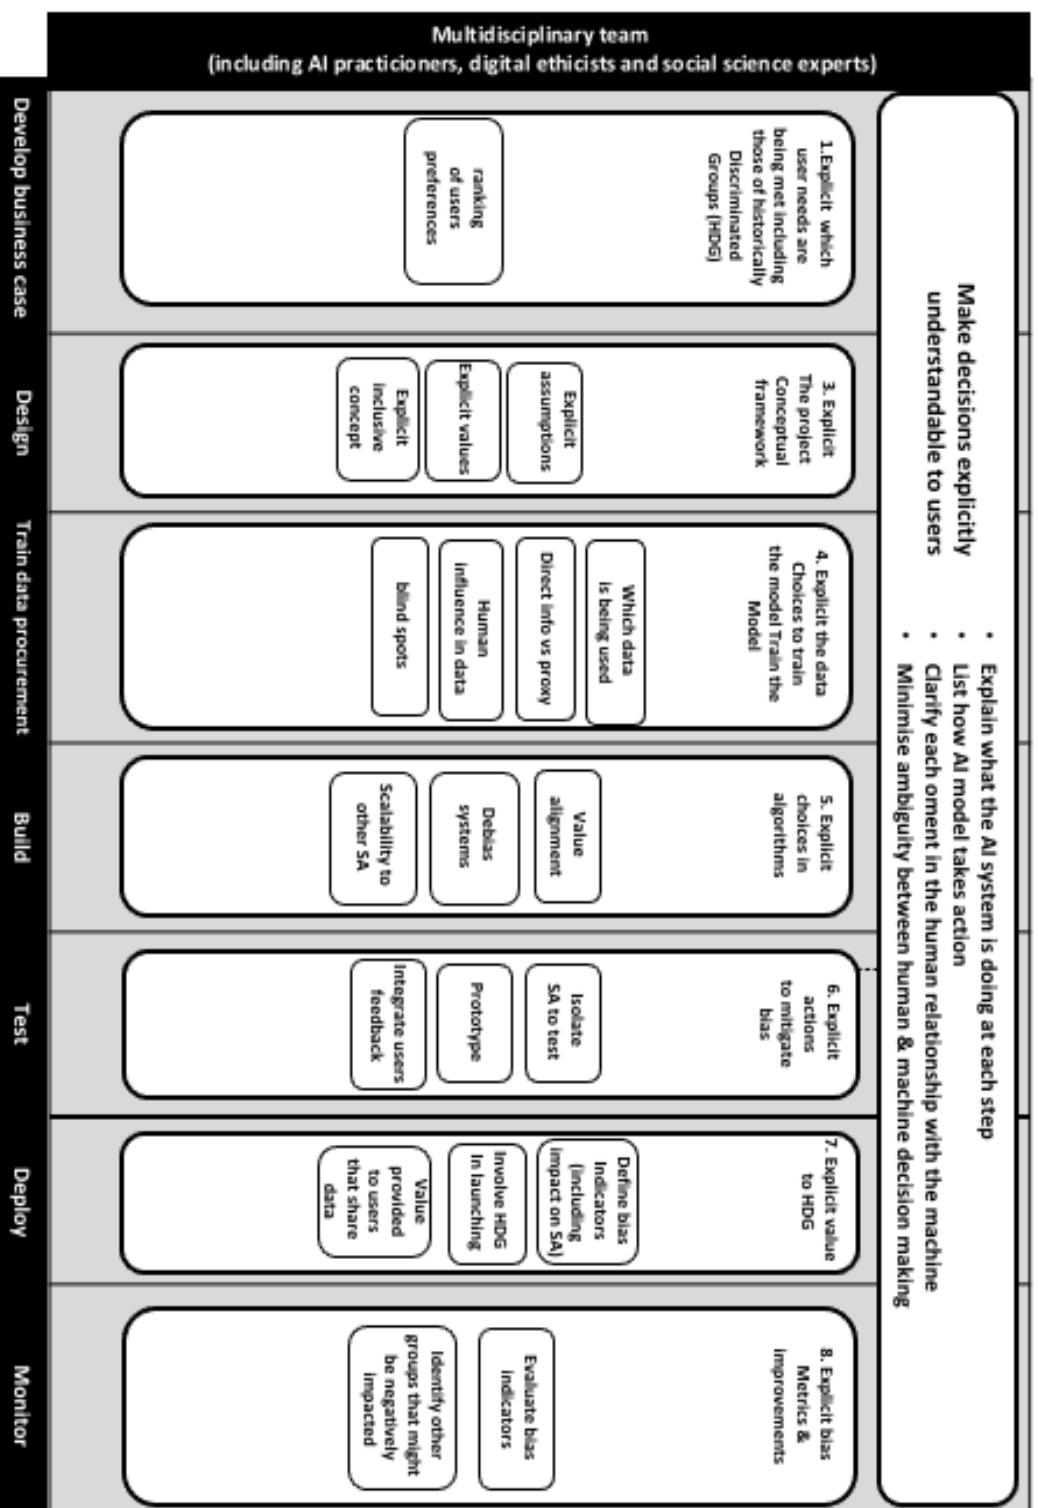 Multidisciplinary team
(including AI practicioners, digital ethicists and social science experts)
Make decisions explicitly
understandable to users
• Explain what the AI system is doing at each step
• List how AI model takes action
• Clarify each oment in the human relationship with the machine
• Minimise ambiguity between human & machine decision making
1.Explicit which
user needs are
being met including
those of historically
Discriminated
Groups (HDG)
ranking
of users
preferences
Develop business case
3. Explicit
The project
Conceptual
framework
Explicit
assumptions
Explicit values
Explicit
inclusive
concept
Design
4. Explicit the data
Choices to train
the model Train the
Model
Which data
is being used
Direct info vs proxy
Human
influence in data
blind spots
Train data procurement
5. Explicit
choices in
algorithms
Value
alignment
Debias
systems
Scalability to
other SA
Build
6. Explicit
actions
to mitigate
bias
Isolate
SA to test
Prototype
Integrate users
feedback
Test
7. Explicit value
to HDG
Define bias
Indicators
(including
impact on SA)
Involve HDG
In launching
Value
provided
to users
that share
data
Deploy
8. Explicit bias
Metrics &
improvements
Evaluate bias
indicators
Identify other
groups that might
be negatively
impacted
Monitor